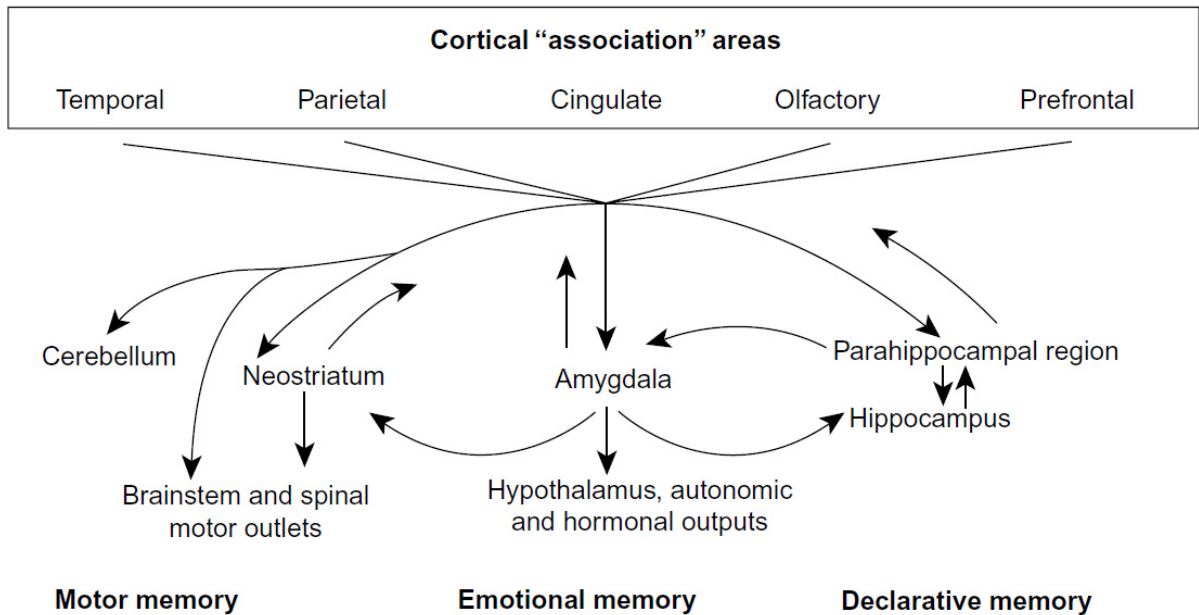 Cortical “association” areas
Temporal Parietal Cingulate Olfactory Prefrontal
Cerebellum
Neostriatum
Amygdala
Parahippocampal region
Hippocampus
Brainstem and spinal
motor outlets
Hypothalamus, autonomic
and hormonal outputs
Motor memory
Emotional memory
Declarative memory